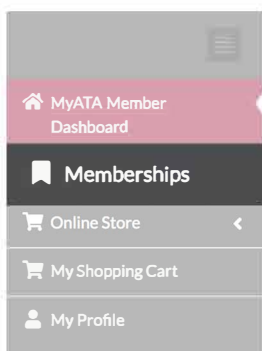 MyATA Member
Dashboard
Memberships
Online Store
My Shopping Cart
My Profile